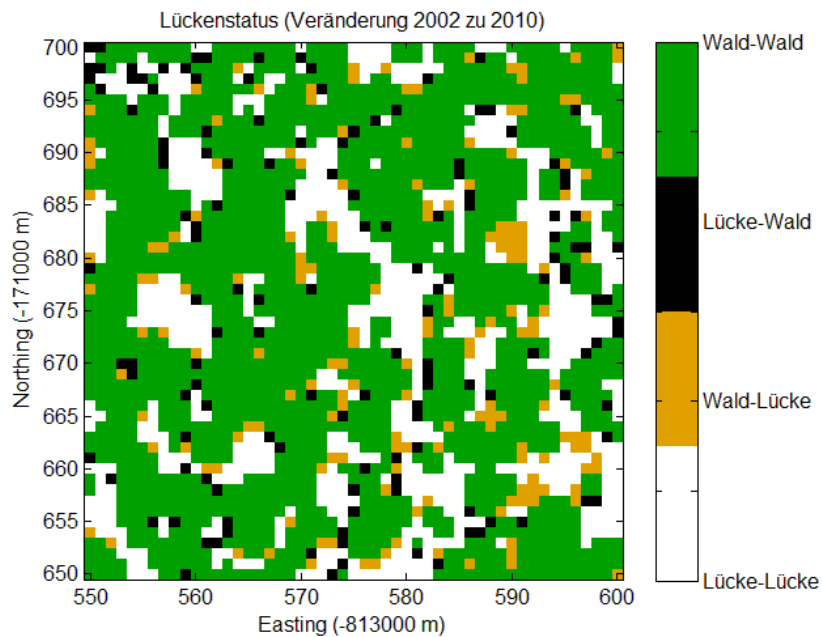 Lückenstatus (Veränderung 2002 zu 2010)
700
695
690
685
680
675
670
665
660
655
650
Northing (-171000 m)
550
560
570
580
590
600
Easting (-813000 m)
Wald-Wald
Lücke-Wald
Wald-Lücke
Lücke-Lücke